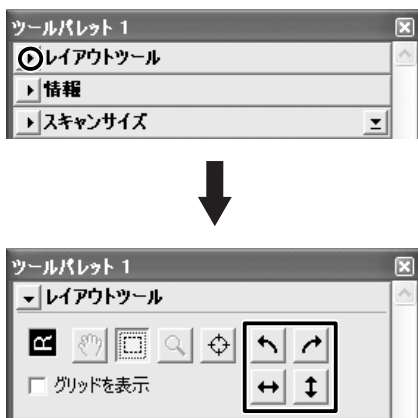 ツールパレット 1
レイアウトツール
情報
スキャンサイズ
ツールパレット 1
レイアウトツール
R
グリッドを表示